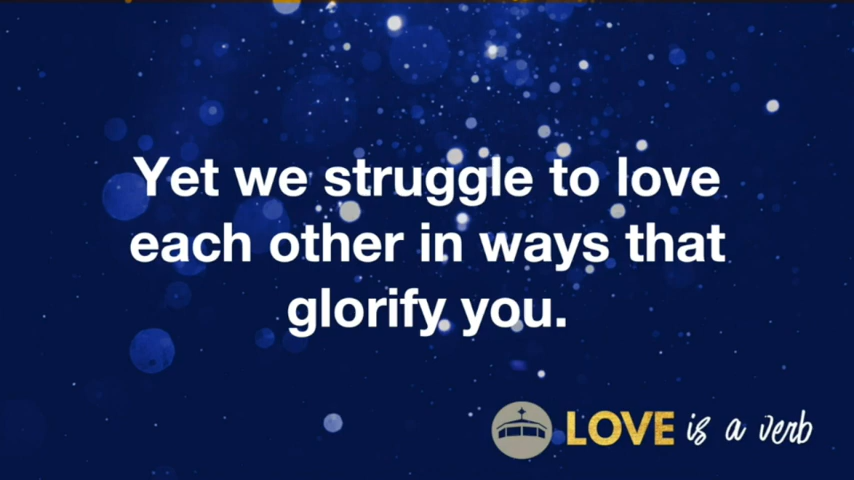 Yet we struggle to love
each other in ways that
glorify you.
LOVE is a verb